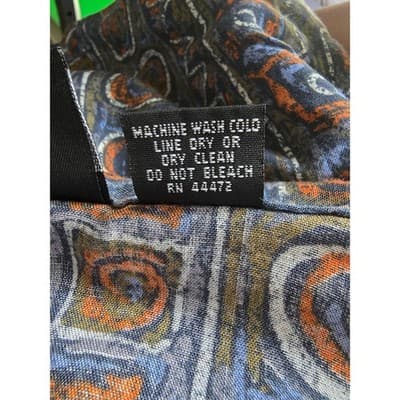 MACHINE WASH COLD
LINE DRY OR
DRY CLEAN
DO NOT BLEACH
RN 44472